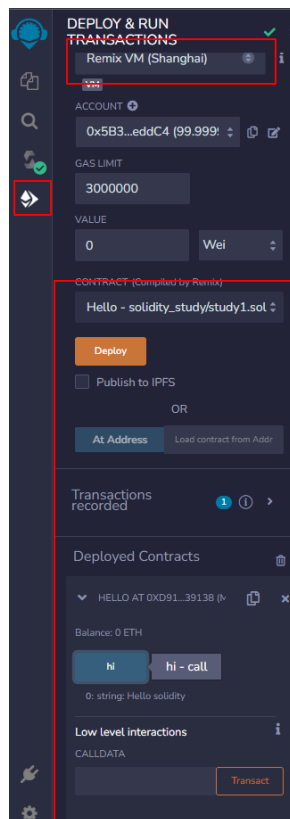 DEPLOY & RUN
TRANSACTIONS
Remix VM (Shanghai)
VM
ACCOUNT
0x5B3...eddC4 (99.999
GAS LIMIT
3000000
VALUE
0 Wei
CONTRACT (Compiled by Remix)
Hello - solidity_study/study1.sol
Deploy
Publish to IPFS
OR
At Address Load contract from Addr
Transactions
recorded 1
Deployed Contracts
HELLO AT 0XD91...39138 (M
Balance: 0 ETH
hi hi - call
0: string: Hello solidity
Low level interactions
CALLDATA
Transact